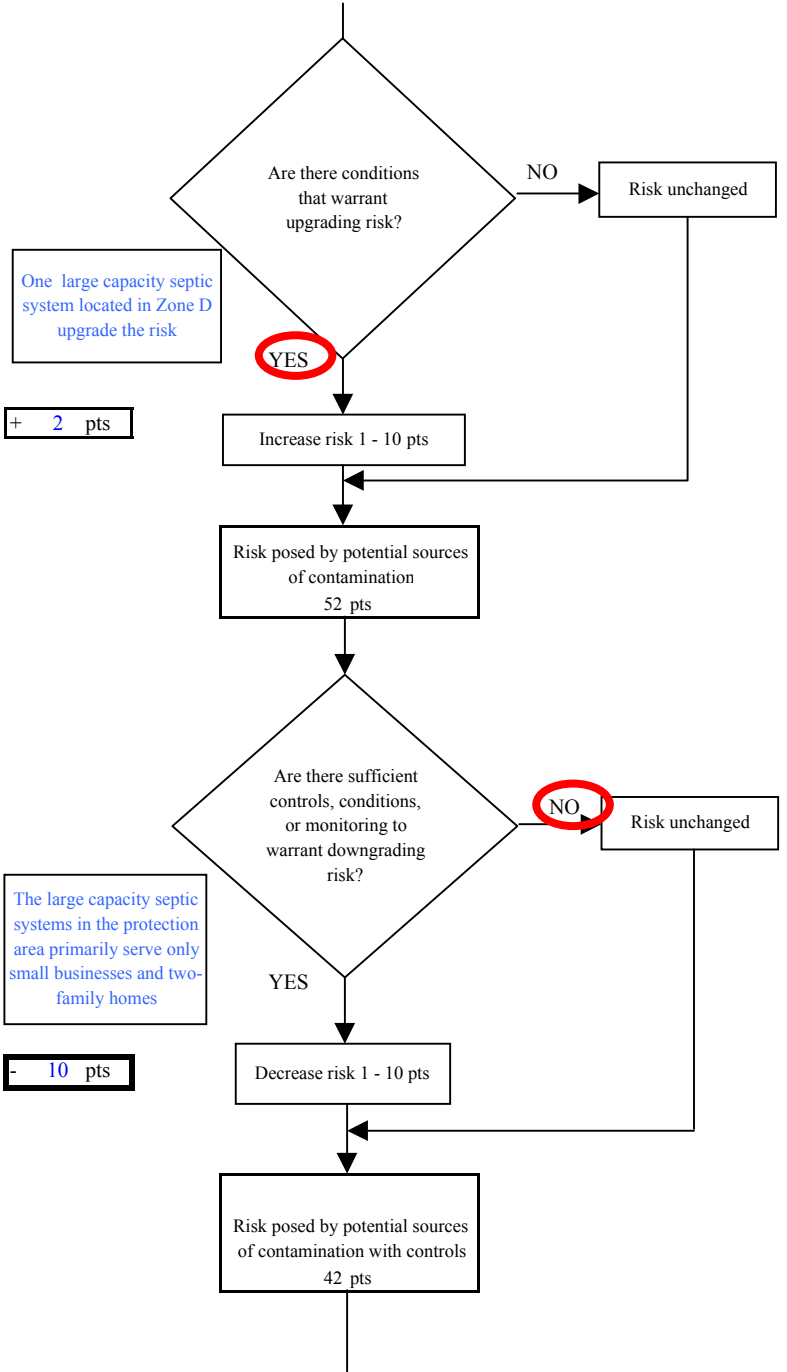 Are there conditions
that warrant
upgrading risk?
NO
Risk unchanged
One large capacity septic
system located in Zone D
upgrade the risk
YES
+ 2 pts
Increase risk 1 - 10 pts
Risk posed by potential sources
of contamination
52 pts
Are there sufficient
controls, conditions,
or monitoring to
warrant downgrading
risk?
NO
Risk unchanged
The large capacity septic
systems in the protection
area primarily serve only
small businesses and two-
family homes
YES
- 10 pts
Decrease risk 1 - 10 pts
Risk posed by potential sources
of contamination with controls
42 pts